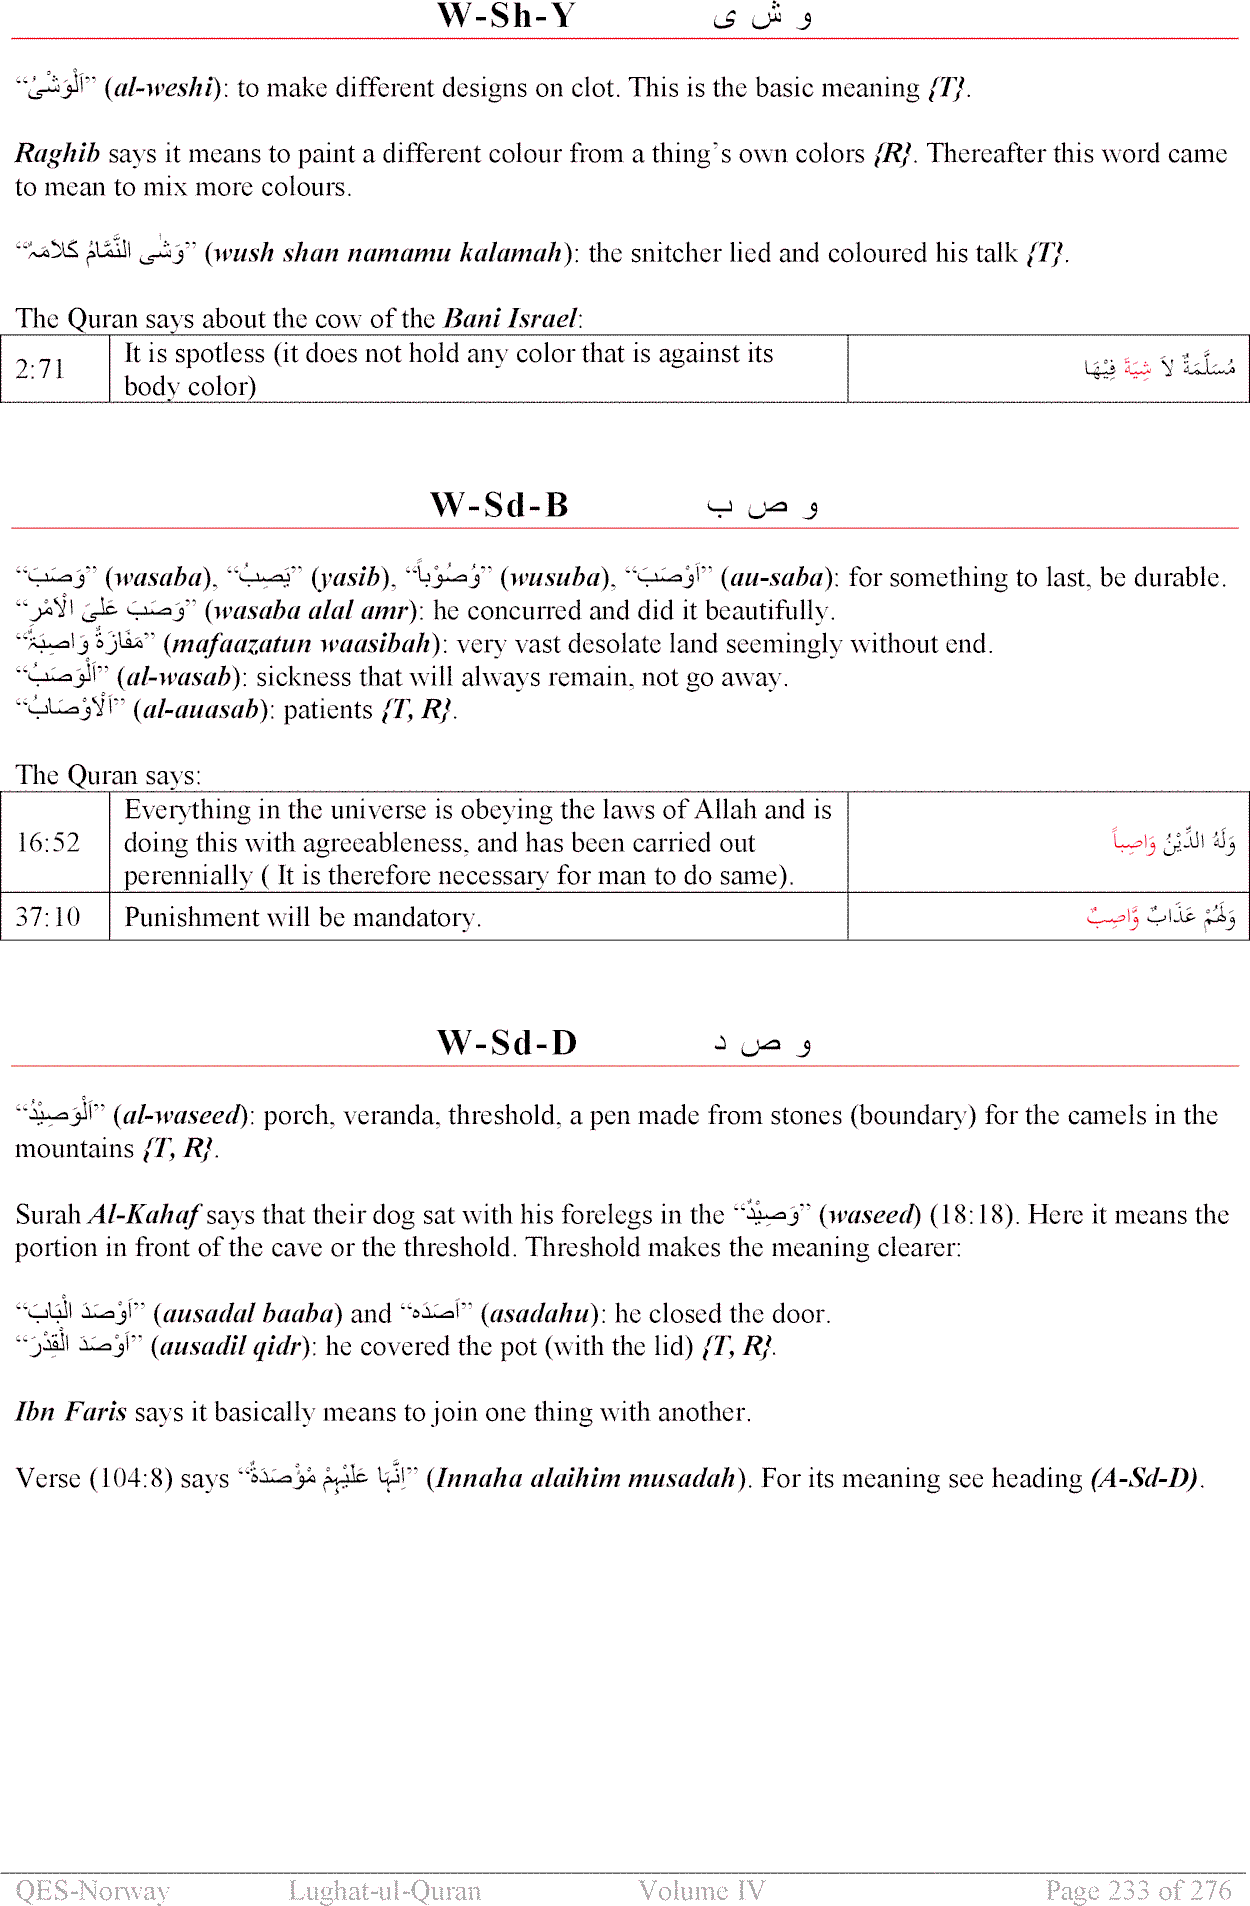 W-Sh-Y و ش ى
“اَلْوَشْىُ” (al-weshi): to make different designs on clot. This is the basic meaning {T}.
Raghib says it means to paint a different colour from a thing’s own colors {R}. Thereafter this word came
to mean to mix more colours.
“وَشٰى النَّمَّامُ كَلاَمَہٗ” (wush shan namamu kalamah): the snitcher lied and coloured his talk {T}.
The Quran says about the cow of the Bani Israel:
2:71 It is spotless (it does not hold any color that is against its مُسَلَّمَةٌ لاَ شِيَةَ فِيْهَا
body color)
W-Sd-B و ص ب
“وَصَبَ” (wasaba), “يَصِبُ” (yasib), “وُصُوْباً” (wusuba), “اَوْصَبَ” (au-saba): for something to last, be durable.
“وَصَبَ عَلىَ الْاَمْرِ” (wasaba alal amr): he concurred and did it beautifully.
“مَفَازَةٌ وَاصِبَةٌ” (mafaazatun waasibah): very vast desolate land seemingly without end.
“اَلْوَصَبُ” (al-wasab): sickness that will always remain, not go away.
“اَلْاَوْصَابُ” (al-auasab): patients {T, R}.
The Quran says:
16:52 Everything in the universe is obeying the laws of Allah and is وَلَهُ الدِّيْنُ وَاصِباً
doing this with agreeableness, and has been carried out
perennially ( It is therefore necessary for man to do same).
37:10 Punishment will be mandatory. وَلَهُمْ عَذَابٌ وَّاصِبٌ
W-Sd-D و ص د
“اَلْوَصِيْدُ” (al-waseed): porch, veranda, threshold, a pen made from stones (boundary) for the camels in the
mountains {T, R}.
Surah Al-Kahaf says that their dog sat with his forelegs in the “وَصِيْدٌ” (waseed) (18:18). Here it means the
portion in front of the cave or the threshold. Threshold makes the meaning clearer:
“اَوْصَدَ الْبَابَ” (ausadal baaba) and “اَصَدَہ” (asadahu): he closed the door.
“اَوْصَدَ الْقِدْرَ” (ausadil qidr): he covered the pot (with the lid) {T, R}.
Ibn Faris says it basically means to join one thing with another.
Verse (104:8) says “اِنَّہَا عَلَيْہِمْ مُؤْصَدَةٌ” (Innaha alaihim musadah). For its meaning see heading (A-Sd-D).
QES-Norway Lughat-ul-Quran Volume IV Page 233 of 276